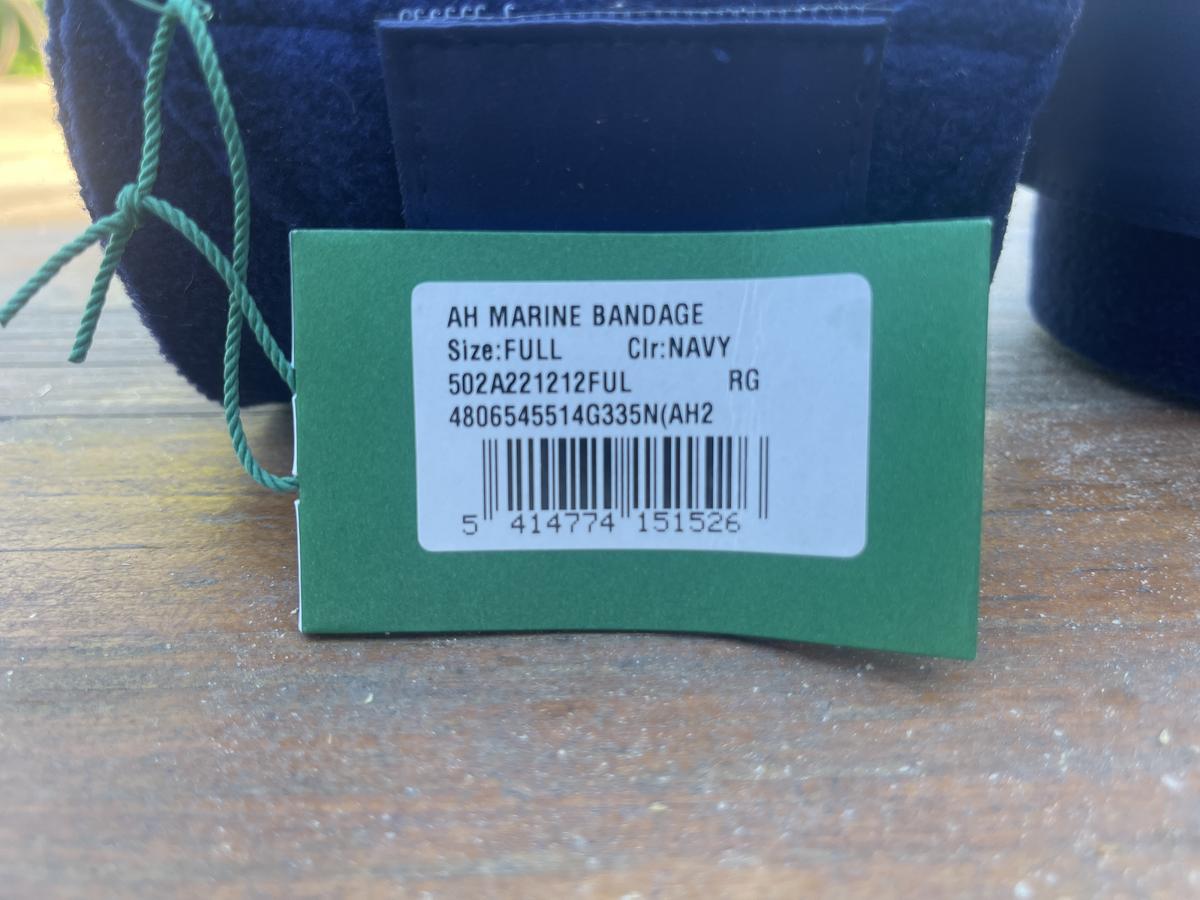 AH MARINE BANDAGE
Size:FULL Clr:NAVY
502A221212FUL RG
4806545514G335N(AH2
5 414774 151526